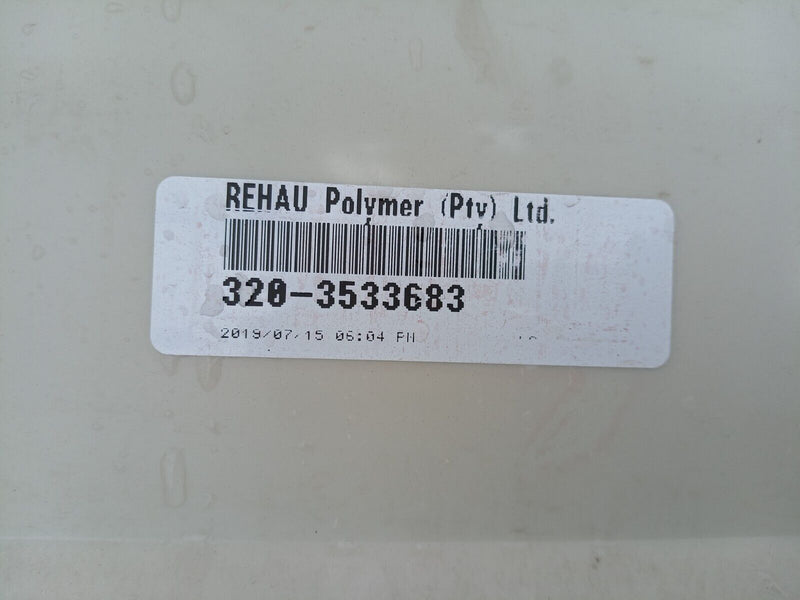 REHAU Polymer (Pty) Ltd.
320-3533683
2019/07/15 06:04 PM